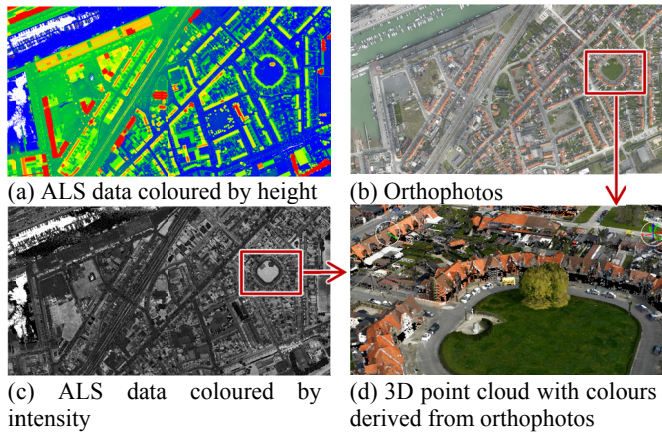 (a) ALS data coloured by height
(b) Orthophotos
(c) ALS data coloured by
intensity
(d) 3D point cloud with colours
derived from orthophotos